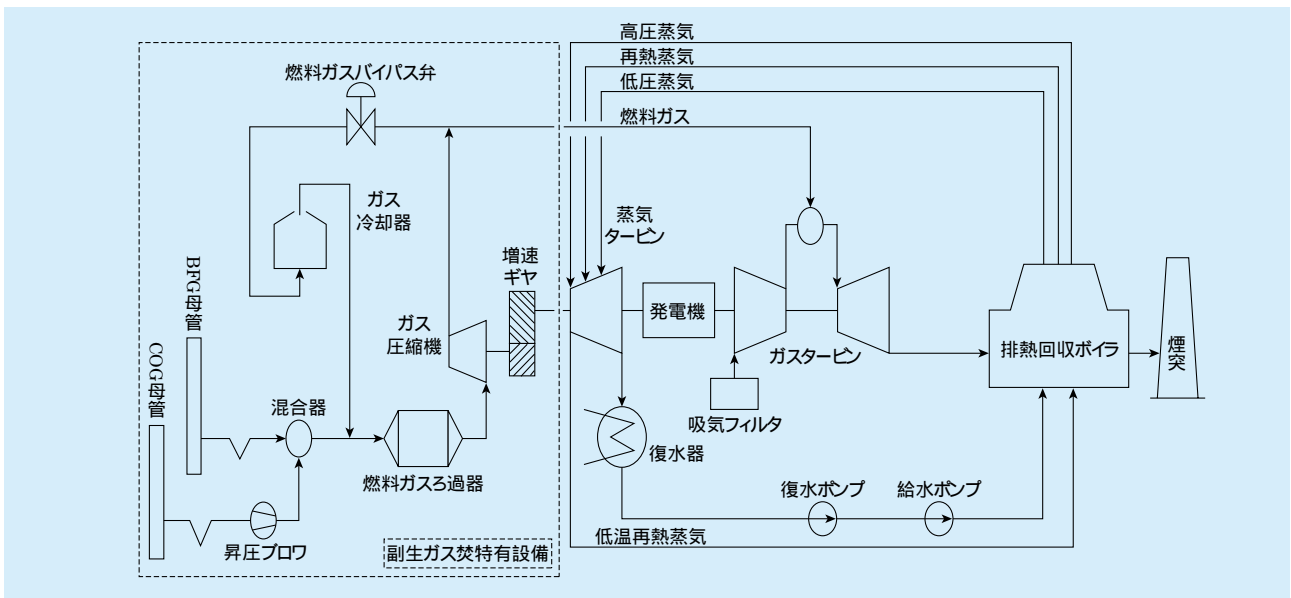 高圧蒸気
再熱蒸気
低圧蒸気
燃料ガスバイパス弁
燃料ガス
ガス
冷却器
蒸気
タービン
増速
ギヤ
BFG母管
ガス
圧縮機
発電機
ガスタービン
排熱回収ボイラ
煙突
COG母管
混合器
吸気フィルタ
復水器
燃料ガスろ過器
復水ポンプ
給水ポンプ
昇圧ブロワ
副生ガス焚特有設備
低温再熱蒸気